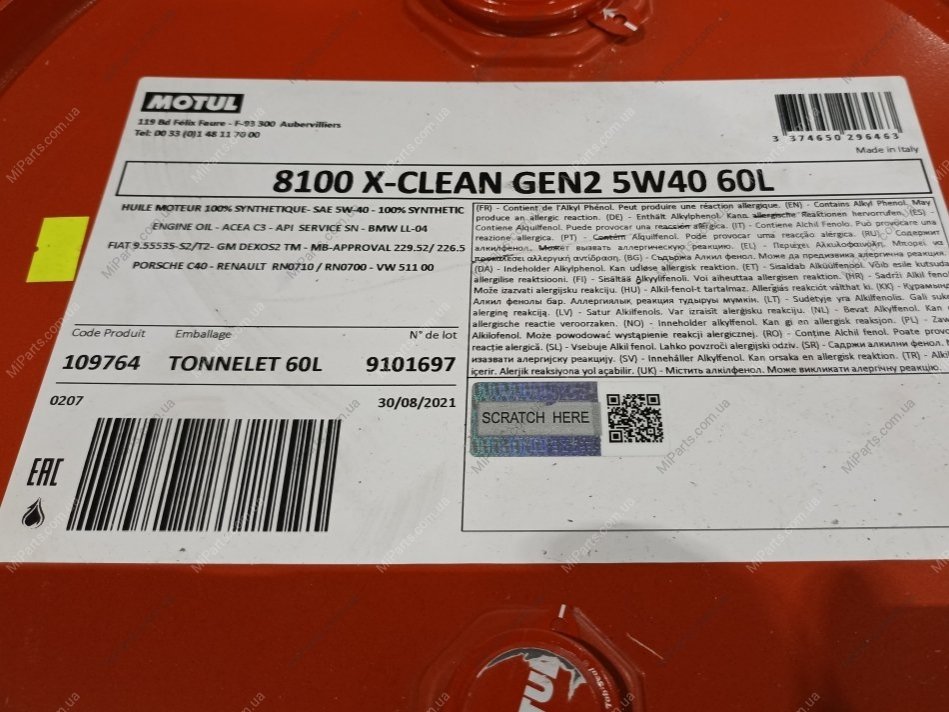 MOTUL
119 Bd Félix Faure - F-93 300 Aubervilliers
Tel: 00 33 (0)1 48 11 70 00
3 374650 296463
Made in Italy
8100 X-CLEAN GEN2 5W40 60L
HUILE MOTEUR 100% SYNTHETIQUE- SAE 5W-40 - 100% SYNTHETIC
ENGINE OIL - ACEA C3 - API SERVICE SN - BMW LL-04
FIAT 9.55535-S2/T2- GM DEXOS2 TM - MB-APPROVAL 229.52/ 226.5
PORSCHE C40 - RENAULT RN0710 / RN0700 - VW 511 00
(FR) - Contient de l'Alkyl Phénol. Peut produire une réaction allergique. (EN) - Contains Alkyl Phenol. May
produce an allergic reaction. (DE) - Enthält Alkylphenol. Kann allergische Reaktionen hervorrufen. (ES) -
Contiene Alquilfenol. Puede provocar una reacción alérgica. (IT) - Contiene Alchil Fenolo. Può provocare una
reazione allergica. (PT) - Contém Alquilfenol. Pode provocar uma reacção alérgica. (RU) - Содержит
алкилфенол. Может вызвать аллергическую реакцию. (EL) - Περιέχει Αλκυλοφαινόλη. Μπορεί να
προκαλέσει αλλεργική αντίδραση. (BG) - Съдържа Алкил фенол. Може да предизвика алергична реакция.
(DA) - Indeholder Alkylphenol. Kan udløse allergisk reaktion. (ET) - Sisaldab Alküülfenooli. Võib esile kutsuda
allergilise reaktsiooni. (FI) - Sisältää Alkyylifenoli. Voi aiheuttaa allergisen reaktion. (HR) - Sadrži Alkil fenol
Može izazvati alergijsku reakciju. (HU) - Alkil-fenol-t tartalmaz. Allergiás reakciót válthat ki. (KK) - Құрамында
Алкил фенолы бар. Аллергиялық реакция тудыруы мүмкін. (LT) - Sudėtyje yra Alkilfenolis. Gali
alerginę reakciją. (LV) - Satur Alkilfenols. Var izraisīt alerģisku reakciju. (NL) - Bevat Alkylfenol. Kan
allergische reactie veroorzaken. (NO) - Inneholder alkylfenol. Kan gi en allergisk reaksjon. (PL) -
Alkilofenol. Może powodować wystąpienie reakcji alergicznej. (RO) - Conține Alchil fenol. Poate
reacție alergică. (SL) - Vsebuje Alkil fenol. Lahko povzroči alergijski odziv. (SR) - Садржи алкилни фенол.
изазвати алергијску реакцију. (SV) - Innehåller Alkylfenol. Kan orsaka en allergisk reaktion. (TR) -
içerir. Alerjik reaksiyona yol açabilir. (UK) - Містить алкілфенол. Може викликати алергічну реакцію.
Code Produit Emballage N° de lot
109764 TONNELET 60L 9101697
0207 30/08/2021
SCRATCH HERE
EAC
MiParts.com.ua